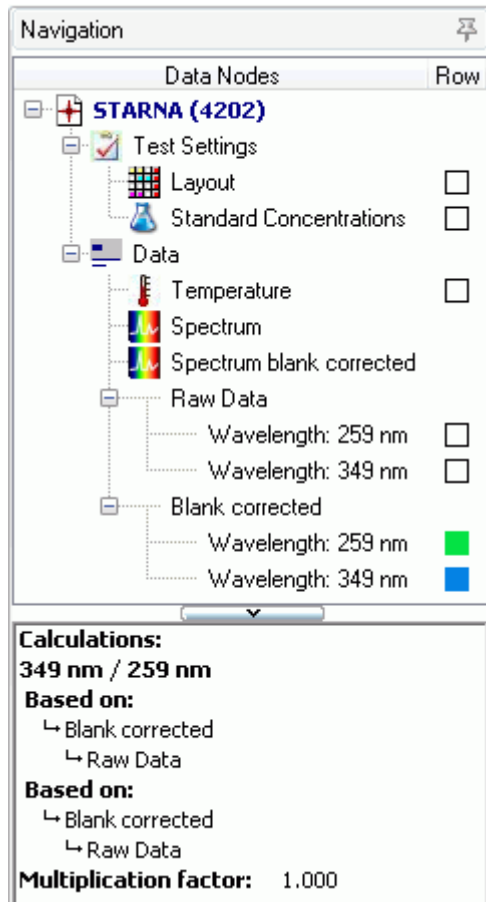 Navigation
Data Nodes Row
STARNA (4202)
Test Settings
Layout
Standard Concentrations
Data
Temperature
Spectrum
Spectrum blank corrected
Raw Data
Wavelength: 259 nm
Wavelength: 349 nm
Blank corrected
Wavelength: 259 nm
Wavelength: 349 nm
Calculations:
349 nm / 259 nm
Based on:
↳ Blank corrected
↳ Raw Data
Based on:
↳ Blank corrected
↳ Raw Data
Multiplication factor: 1.000